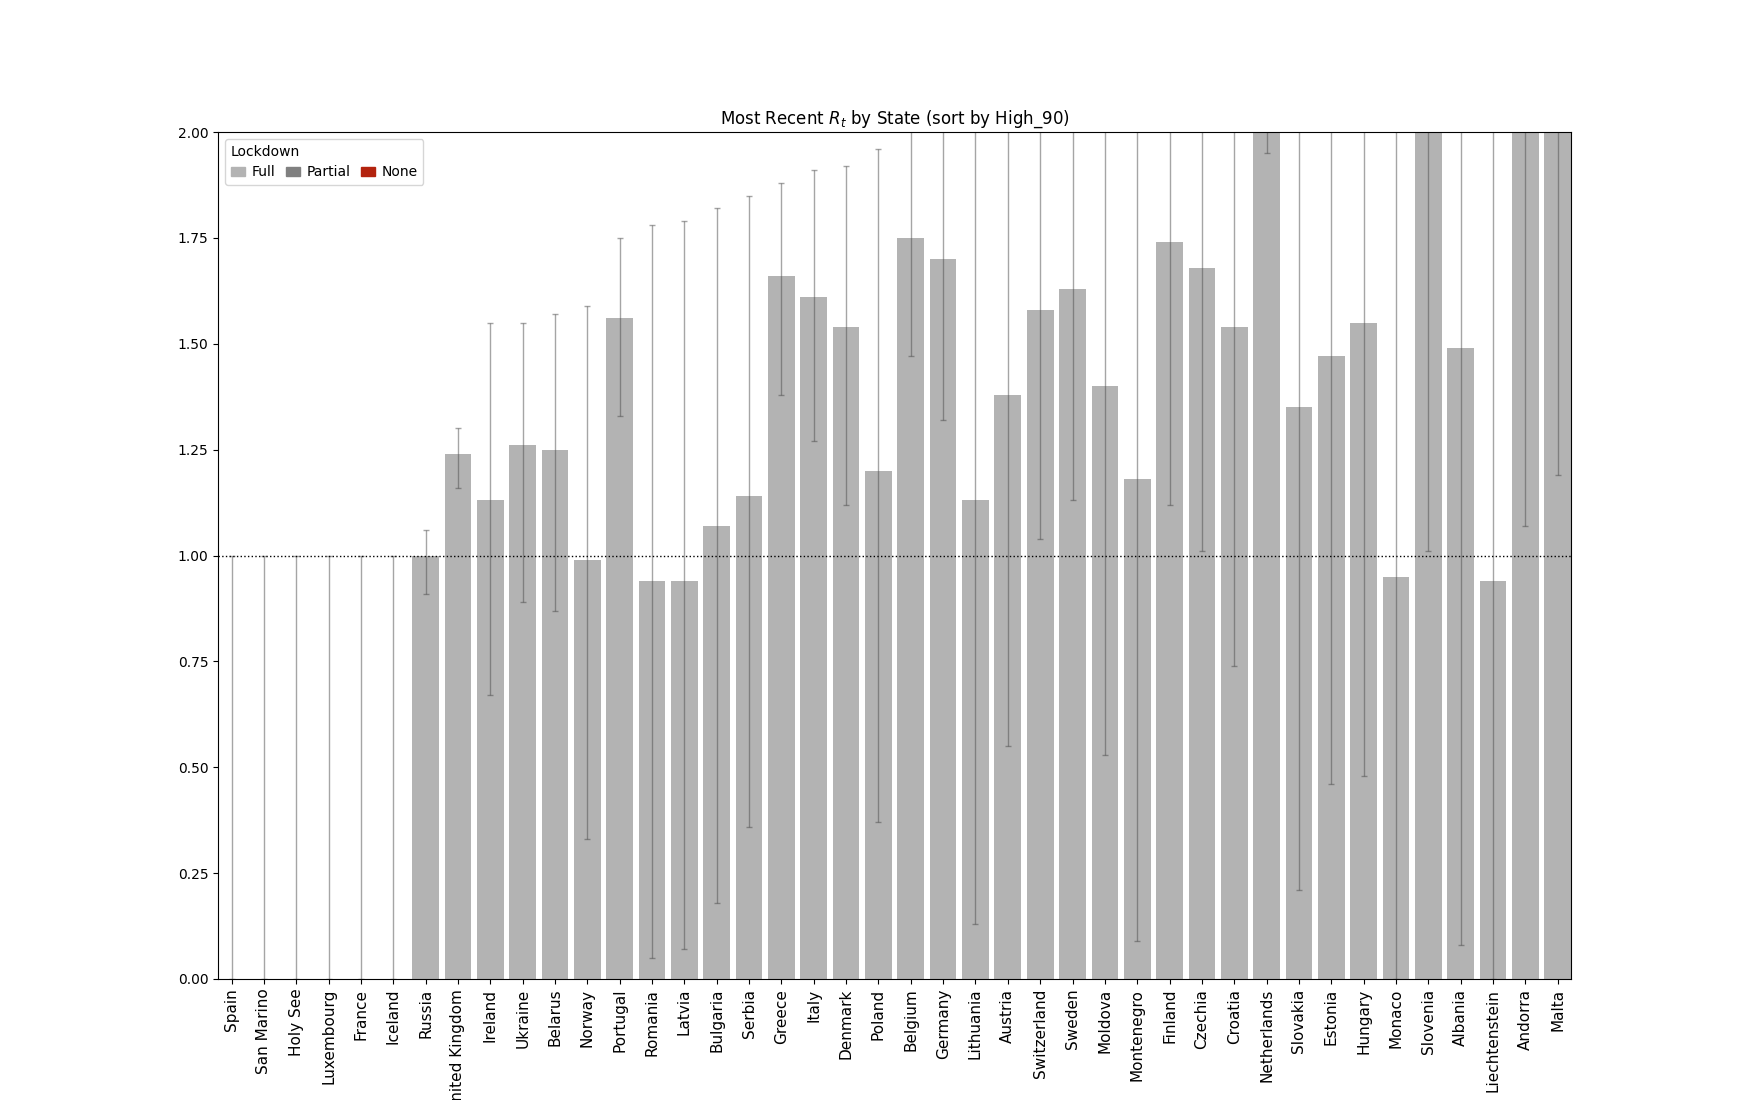 Most Recent R_t by State (sort by High_90)
Lockdown
Full Partial None
2.00
1.75
1.50
1.25
1.00
0.75
0.50
0.25
0.00
Spain
San Marino
Holy See
Luxembourg
France
Iceland
Russia
nited Kingdom
Ireland
Ukraine
Belarus
Norway
Portugal
Romania
Latvia
Bulgaria
Serbia
Greece
Italy
Denmark
Poland
Belgium
Germany
Lithuania
Austria
Switzerland
Sweden
Moldova
Montenegro
Finland
Czechia
Croatia
Netherlands
Slovakia
Estonia
Hungary
Monaco
Slovenia
Albania
Liechtenstein
Andorra
Malta